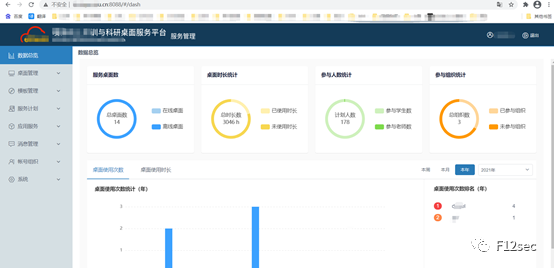 不安全
.cn:8088/#/dash
百度
翻译
训与科研桌面服务平台 服务管理
退出
数据总览
桌面管理
模板管理
服务计划
应用服务
消息管理
帐号组织
系统
数据总览
服务桌面数
总桌面数
14
在线桌面
离线桌面
桌面时长统计
总时长数
3046 h
已使用时长
未使用时长
参与人数统计
计划人数
178
参与学生数
参与老师数
参与组织统计
总组织数
3
已参与组织
未参与组织
桌面使用次数
桌面使用时长
本周
本月
本年
2021年
桌面使用次数统计（年）
3
2
1
桌面使用次数排名（年）
1
4
2
1
F12sec